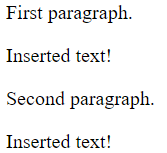 First paragraph.
Inserted text!
Second paragraph.
Inserted text!